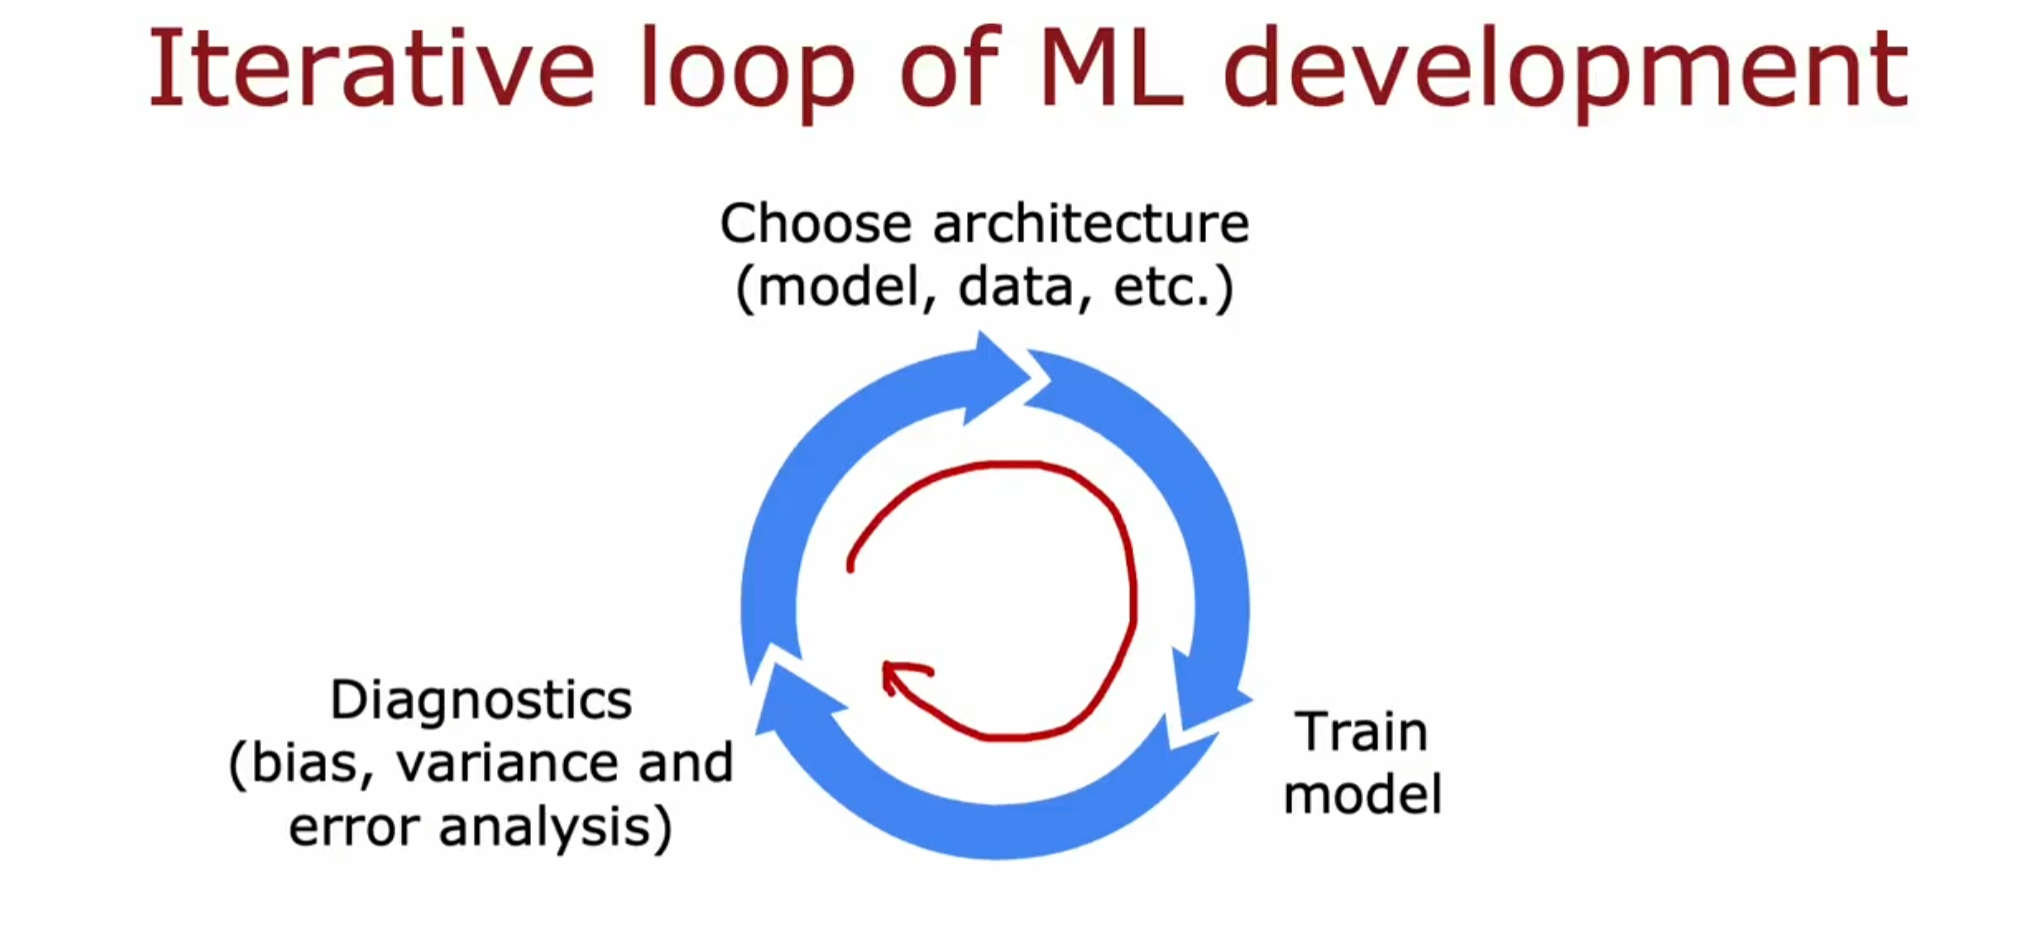 Iterative loop of ML development
Choose architecture
(model, data, etc.)
Diagnostics
(bias, variance and
error analysis)
Train
model